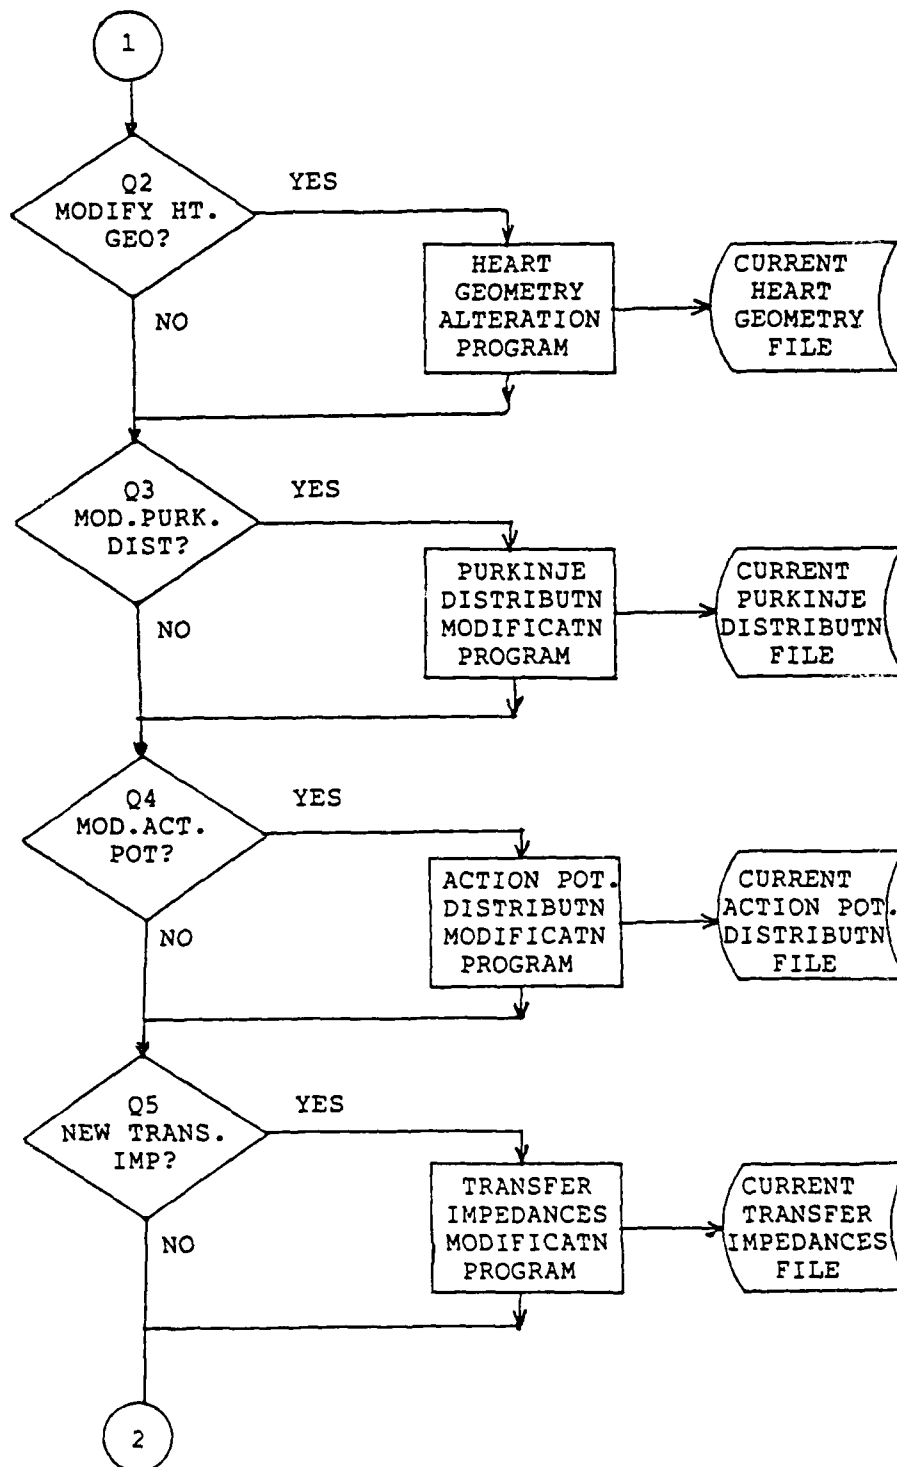 1
Q2
MODIFY HT.
GEO?
YES
NO
HEART
GEOMETRY
ALTERATION
PROGRAM
CURRENT
HEART
GEOMETRY
FILE
Q3
MOD.PURK.
DIST?
YES
NO
PURKINJE
DISTRIBUTN
MODIFICATN
PROGRAM
CURRENT
PURKINJE
DISTRIBUTN
FILE
Q4
MOD.ACT.
POT?
YES
NO
ACTION POT.
DISTRIBUTN
MODIFICATN
PROGRAM
CURRENT
ACTION POT.
DISTRIBUTN
FILE
Q5
NEW TRANS.
IMP?
YES
NO
TRANSFER
IMPEDANCES
MODIFICATN
PROGRAM
CURRENT
TRANSFER
IMPEDANCES
FILE
2